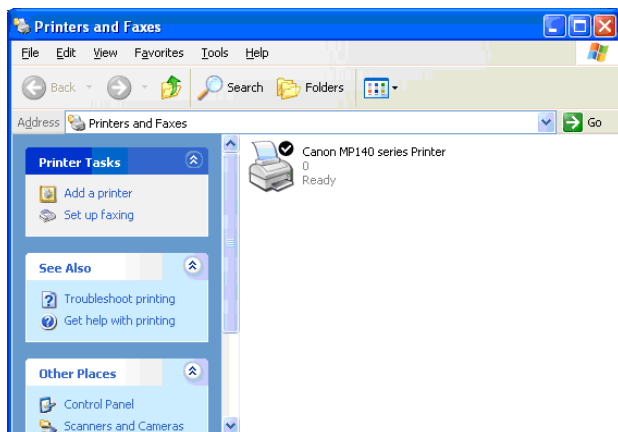 Printers and Faxes
File Edit View Favorites Tools Help
Back Search Folders
Address Printers and Faxes Go
Printer Tasks
Add a printer
Set up faxing
See Also
Troubleshoot printing
Get help with printing
Other Places
Control Panel
Scanners and Cameras
Canon MP140 series Printer
0
Ready